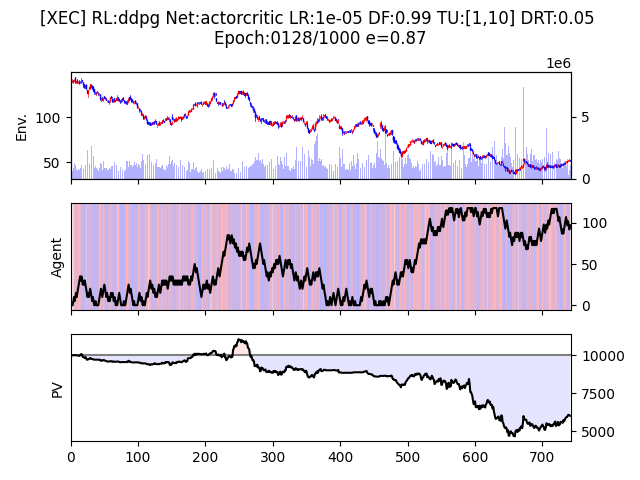 [XEC] RL:ddpg Net:actorcritic LR:1e-05 DF:0.99 TU:[1,10] DRT:0.05
Epoch:0128/1000 e=0.87
1e6
Env.
100
50
5
0
Agent
100
50
0
PV
10000
7500
5000
0 100 200 300 400 500 600 700